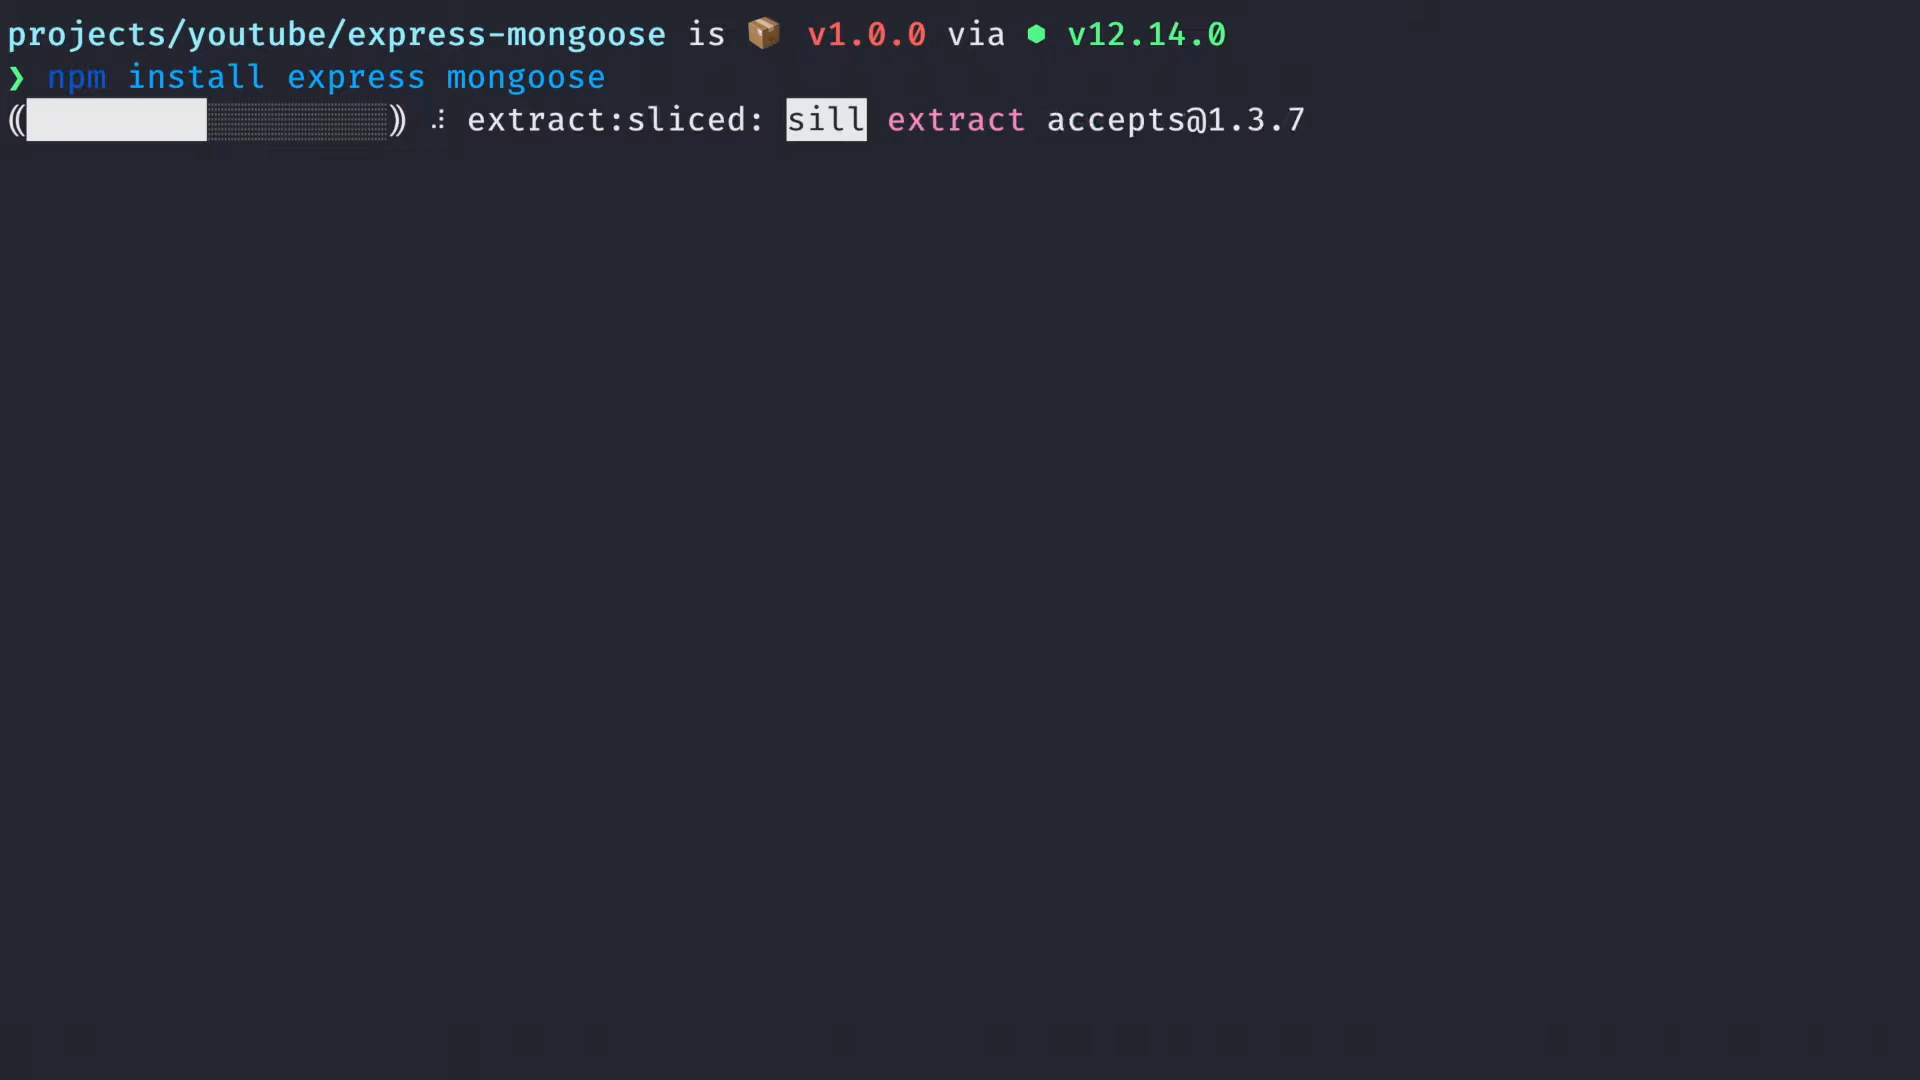 projects/youtube/express-mongoose is 📦 v1.0.0 via ⬢ v12.14.0
❯ npm install express mongoose
⸨          ░░░░░░░░░⸩ ⠼ extract:sliced: sill extract accepts@1.3.7